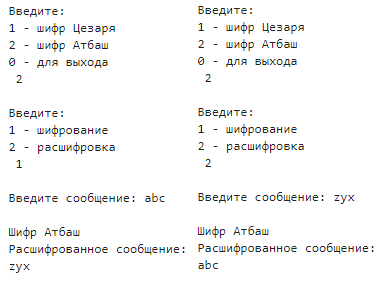 Введите:
1 - шифр Цезаря
2 - шифр Атбаш
0 - для выхода
2
Введите:
1 - шифрование
2 - расшифровка
1
Введите сообщение: abc
Шифр Атбаш
Расшифрованное сообщение:
zyx
Введите:
1 - шифр Цезаря
2 - шифр Атбаш
0 - для выхода
2
Введите:
1 - шифрование
2 - расшифровка
2
Введите сообщение: zyx
Шифр Атбаш
Расшифрованное сообщение:
abc